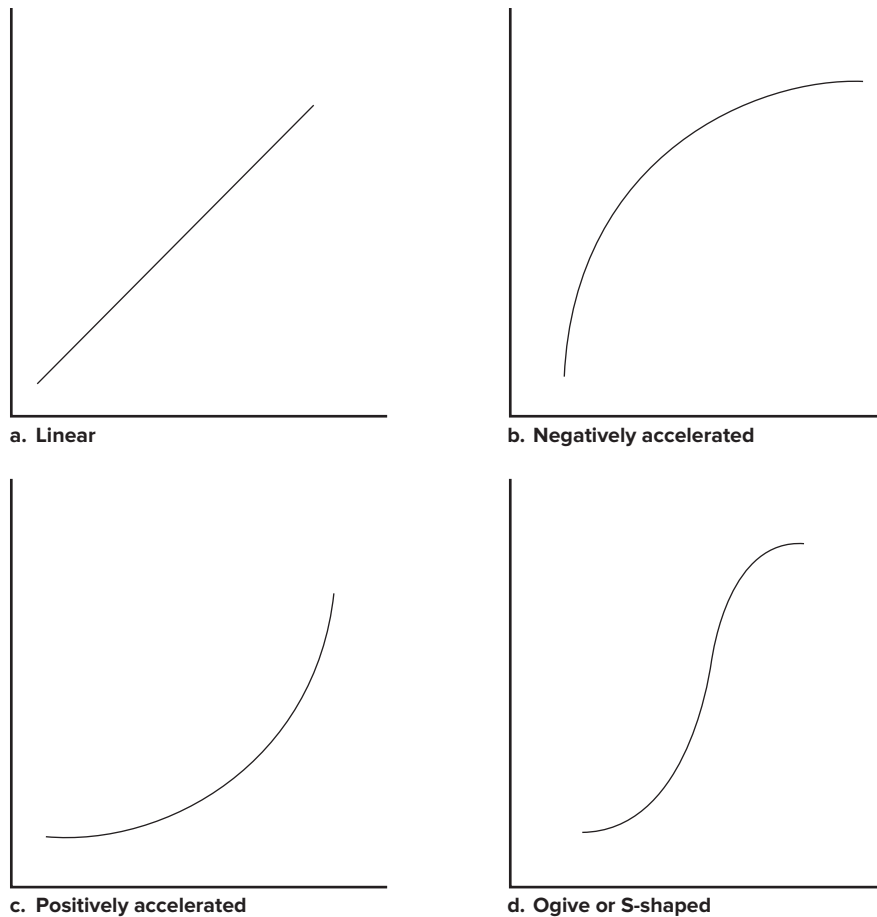 a. Linear
b. Negatively accelerated
c. Positively accelerated
d. Ogive or S-shaped